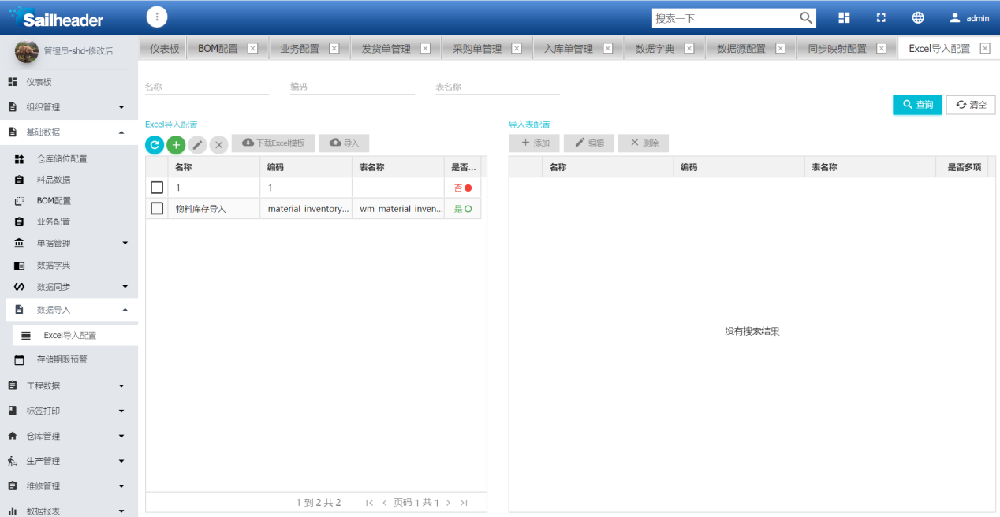 Sailheader
搜索一下
admin
管理员-shd-修改后
仪表板
BOM配置
业务配置
发货单管理
采购单管理
入库单管理
数据字典
数据源配置
同步映射配置
Excel导入配置
仪表板
组织管理
基础数据
仓库储位配置
料品数据
BOM配置
业务配置
单据管理
数据字典
数据同步
数据导入
Excel导入配置
存储期限预警
工程数据
标签打印
仓库管理
生产管理
维修管理
数据报表
名称
编码
表名称
查询
清空
Excel导入配置
下载Excel模板
导入
名称 编码 表名称 是否...
1 1 否
物料库存导入 material_inventory... wm_material_inven... 是
1 到 2 共 2
页码 1 共 1
导入表配置
添加
编辑
删除
名称 编码 表名称 是否多项
没有搜索结果